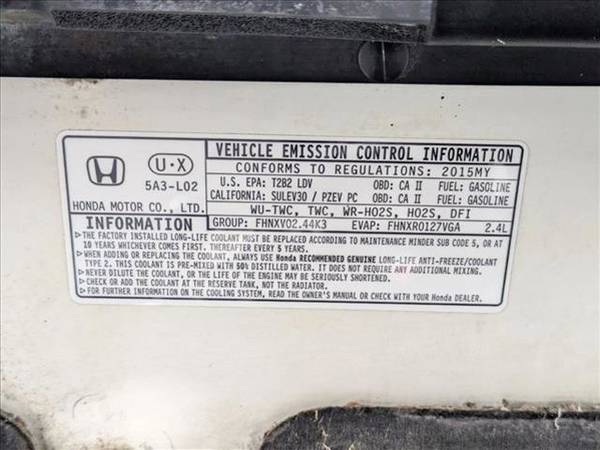 U·X
5A3-L02
HONDA MOTOR CO., LTD.
VEHICLE EMISSION CONTROL INFORMATION
CONFORMS TO REGULATIONS: 2015MY
U.S. EPA: T2B2 LDV OBD: CA II FUEL: GASOLINE
CALIFORNIA: SULEV30 / PZEV PC OBD: CA II FUEL: GASOLINE
WU-TWC, TWC, WR-HO2S, HO2S, DFI
GROUP: FHNXV02.44K3 EVAP: FHNXR0127VGA 2.4L
INFORMATION
THE FACTORY INSTALLED LONG-LIFE COOLANT MUST BE REPLACED ACCORDING TO MAINTENANCE MINDER SUB CODE 5, OR AT
10 YEARS WHICHEVER COMES FIRST. THEREAFTER EVERY 5 YEARS.
WHEN ADDING OR REPLACING COOLANT, ALWAYS USE Honda RECOMMENDED GENUINE LONG-LIFE ANTI-FREEZE/COOLANT
TYPE 2. THIS COOLANT IS PRE-MIXED WITH 50% DISTILLED WATER. IT DOES NOT REQUIRE ANY ADDITIONAL MIXING.
NEVER DILUTE THE COOLANT, OR THE LIFE OF THE ENGINE MAY BE SERIOUSLY SHORTENED.
CHECK OR ADD THE COOLANT AT THE RESERVE TANK, NOT THE RADIATOR.
FOR FURTHER INFORMATION ON THE COOLING SYSTEM, READ THE OWNER'S MANUAL OR CHECK WITH YOUR Honda DEALER.